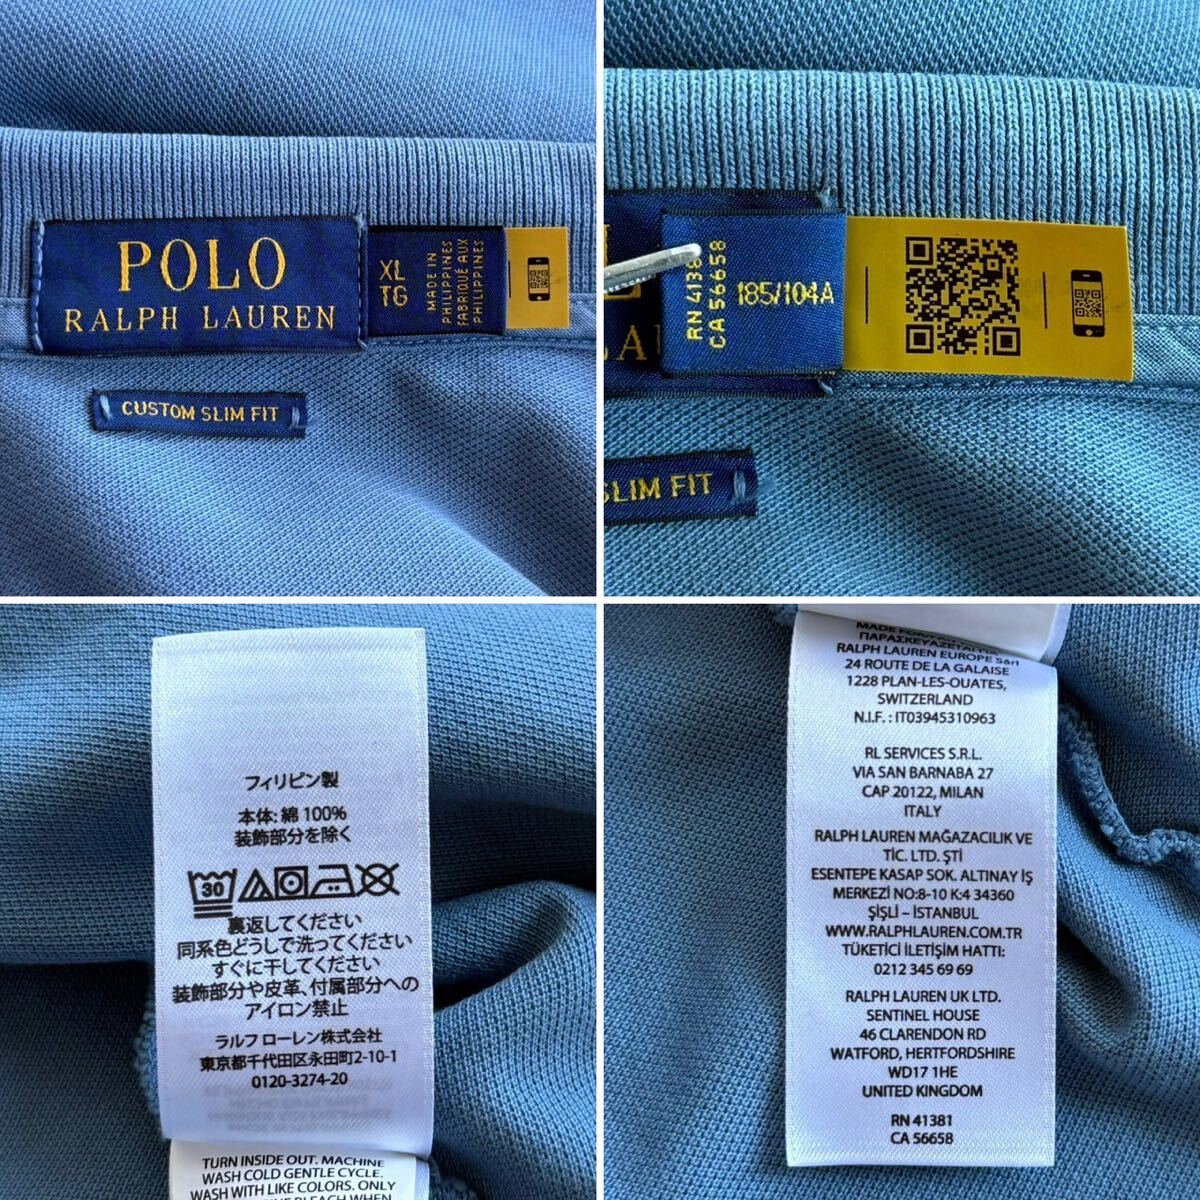 POLO
RALPH LAUREN
XL
TG
MADE IN
PHILIPPINES
FABRIQUÉ AUX
PHILIPPINES
CUSTOM SLIM FIT
RN 4138
CA 56658
185/104A
SLIM FIT
フィリピン製
本体: 綿 100%
装飾部分を除く
30
裏返してください
同系色どうしで洗ってください
すぐに干してください
装飾部分や皮革、付属部分への
アイロン禁止
ラルフ ローレン株式会社
東京都千代田区永田町2-10-1
0120-3274-20
TURN INSIDE OUT. MACHINE
WASH COLD GENTLE CYCLE.
WASH WITH LIKE COLORS. ONLY
BLEACH WHEN
RALPH LAUREN EUROPE Sàrl
24 ROUTE DE LA GALAISE
1228 PLAN-LES-OUATES,
SWITZERLAND
N.I.F. : IT03945310963
RL SERVICES S.R.L.
VIA SAN BARNABA 27
CAP 20122, MILAN
ITALY
RALPH LAUREN MAĞAZACILIK VE
TİC. LTD. ŞTİ
ESENTEPE KASAP SOK. ALTINAY İŞ
MERKEZİ NO:8-10 K:4 34360
ŞİŞLİ – İSTANBUL
WWW.RALPHLAUREN.COM.TR
TÜKETİCİ İLETİŞİM HATTI:
0212 345 69 69
RALPH LAUREN UK LTD.
SENTINEL HOUSE
46 CLARENDON RD
WATFORD, HERTFORDSHIRE
WD17 1HE
UNITED KINGDOM
RN 41381
CA 56658